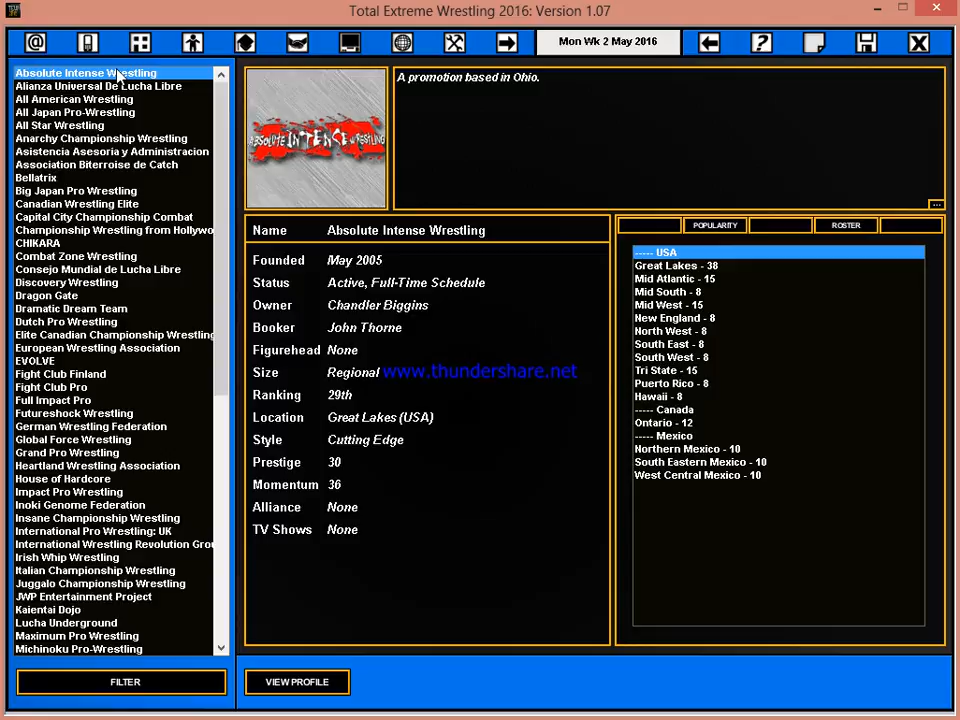 Total Extreme Wrestling 2016: Version 1.07
Mon Wk 2 May 2016
Absolute Intense Wrestling
Alianza Universal De Lucha Libre
All American Wrestling
All Japan Pro-Wrestling
All Star Wrestling
Anarchy Championship Wrestling
Asistencia Asesoria y Administracion
Association Biterroise de Catch
Bellatrix
Big Japan Pro Wrestling
Canadian Wrestling Elite
Capital City Championship Combat
Championship Wrestling from Hollywo
CHIKARA
Combat Zone Wrestling
Consejo Mundial de Lucha Libre
Discovery Wrestling
Dragon Gate
Dramatic Dream Team
Dutch Pro Wrestling
Elite Canadian Championship Wrestling
European Wrestling Association
EVOLVE
Fight Club Finland
Fight Club Pro
Full Impact Pro
Futureshock Wrestling
German Wrestling Federation
Global Force Wrestling
Grand Pro Wrestling
Heartland Wrestling Association
House of Hardcore
Impact Pro Wrestling
Inoki Genome Federation
Insane Championship Wrestling
International Pro Wrestling: UK
International Wrestling Revolution Grou
Irish Whip Wrestling
Italian Championship Wrestling
Juggalo Championship Wrestling
JWP Entertainment Project
Kaientai Dojo
Lucha Underground
Maximum Pro Wrestling
Michinoku Pro-Wrestling
FILTER
ABSOLUTE INTENSE WRESTLING
A promotion based in Ohio.
...
Name Absolute Intense Wrestling
Founded May 2005
Status Active, Full-Time Schedule
Owner Chandler Biggins
Booker John Thorne
Figurehead None
Size Regional
www.thundershare.net
Ranking 29th
Location Great Lakes (USA)
Style Cutting Edge
Prestige 30
Momentum 36
Alliance None
TV Shows None
POPULARITY
ROSTER
----- USA
Great Lakes - 38
Mid Atlantic - 15
Mid South - 8
Mid West - 15
New England - 8
North West - 8
South East - 8
South West - 8
Tri State - 15
Puerto Rico - 8
Hawaii - 8
----- Canada
Ontario - 12
----- Mexico
Northern Mexico - 10
South Eastern Mexico - 10
West Central Mexico - 10
VIEW PROFILE